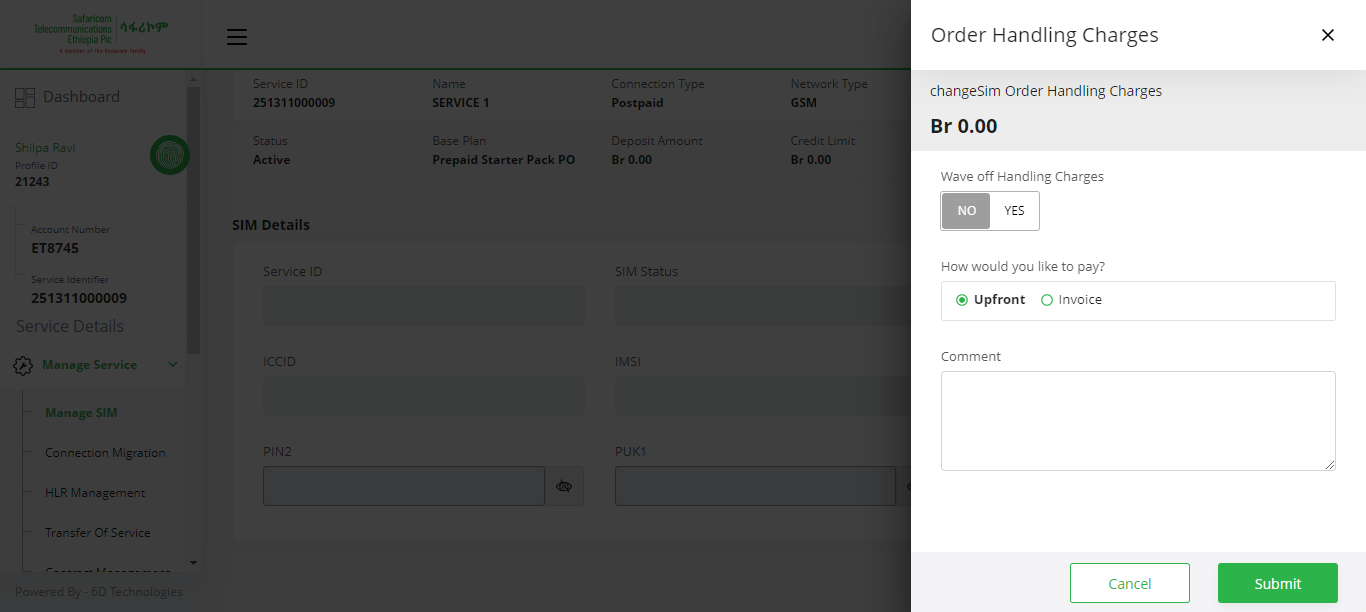 Safaricom
Telecommunications
Ethiopia Plc
ሳፋሪኮም
A member of the Vodacom family
Dashboard
Shilpa Ravi
Profile ID
21243
Account Number
ET8745
Service Identifier
251311000009
Service Details
Manage Service
Manage SIM
Connection Migration
HLR Management
Transfer Of Service
Contract Management
Powered By - 6D Technologies
Service ID
251311000009
Name
SERVICE 1
Connection Type
Postpaid
Network Type
GSM
Status
Active
Base Plan
Prepaid Starter Pack PO
Deposit Amount
Br 0.00
Credit Limit
Br 0.00
SIM Details
Service ID
SIM Status
ICCID
IMSI
PIN2
PUK1
Order Handling Charges
changeSim Order Handling Charges
Br 0.00
Wave off Handling Charges
NO YES
How would you like to pay?
Upfront Invoice
Comment
Cancel Submit